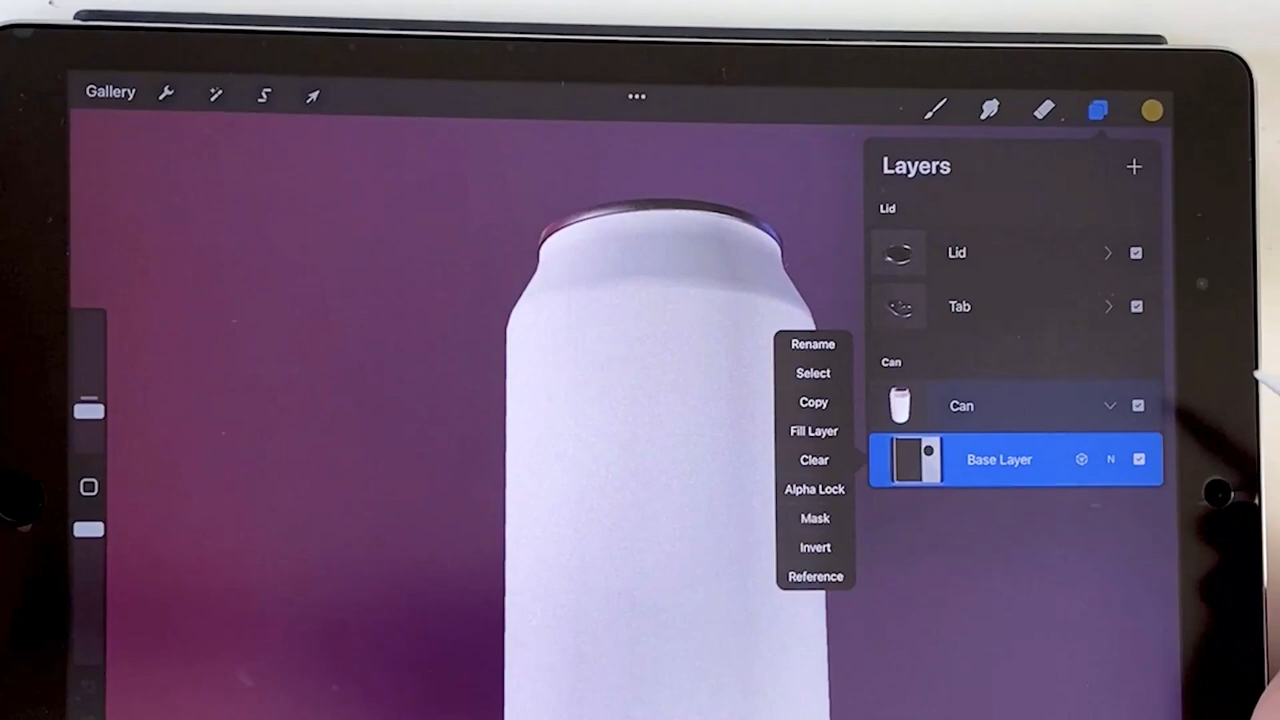 Gallery
Layers
Lid
Lid
Tab
Can
Can
Base Layer N
Rename
Select
Copy
Fill Layer
Clear
Alpha Lock
Mask
Invert
Reference